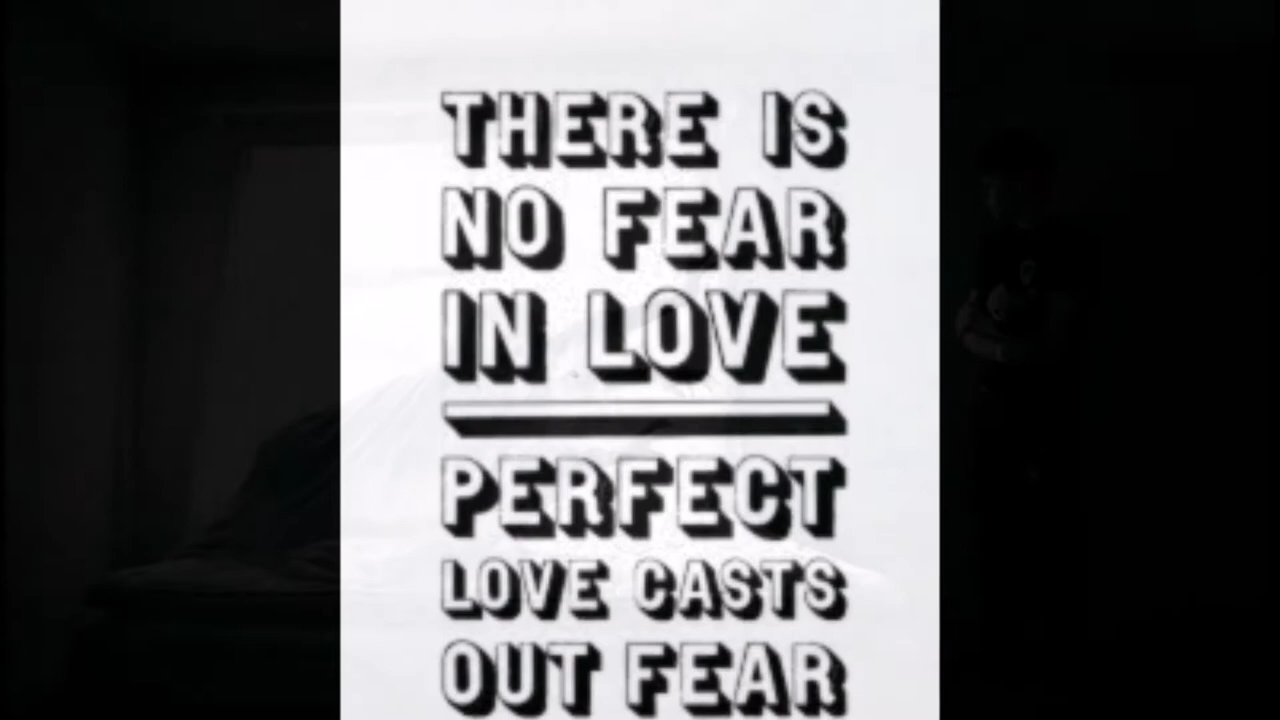 THERE IS
NO FEAR
IN LOVE
PERFECT
LOVE CASTS
OUT FEAR